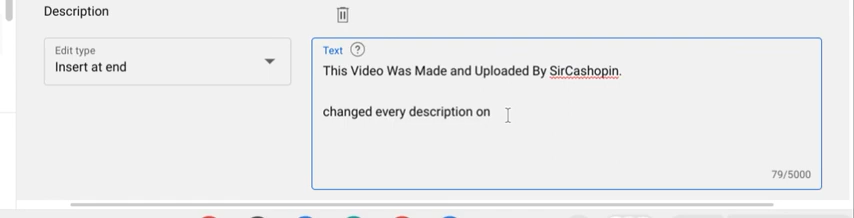 Description
Edit type
Insert at end
Text ?
This Video Was Made and Uploaded By SirCashopin.
changed every description on
79/5000